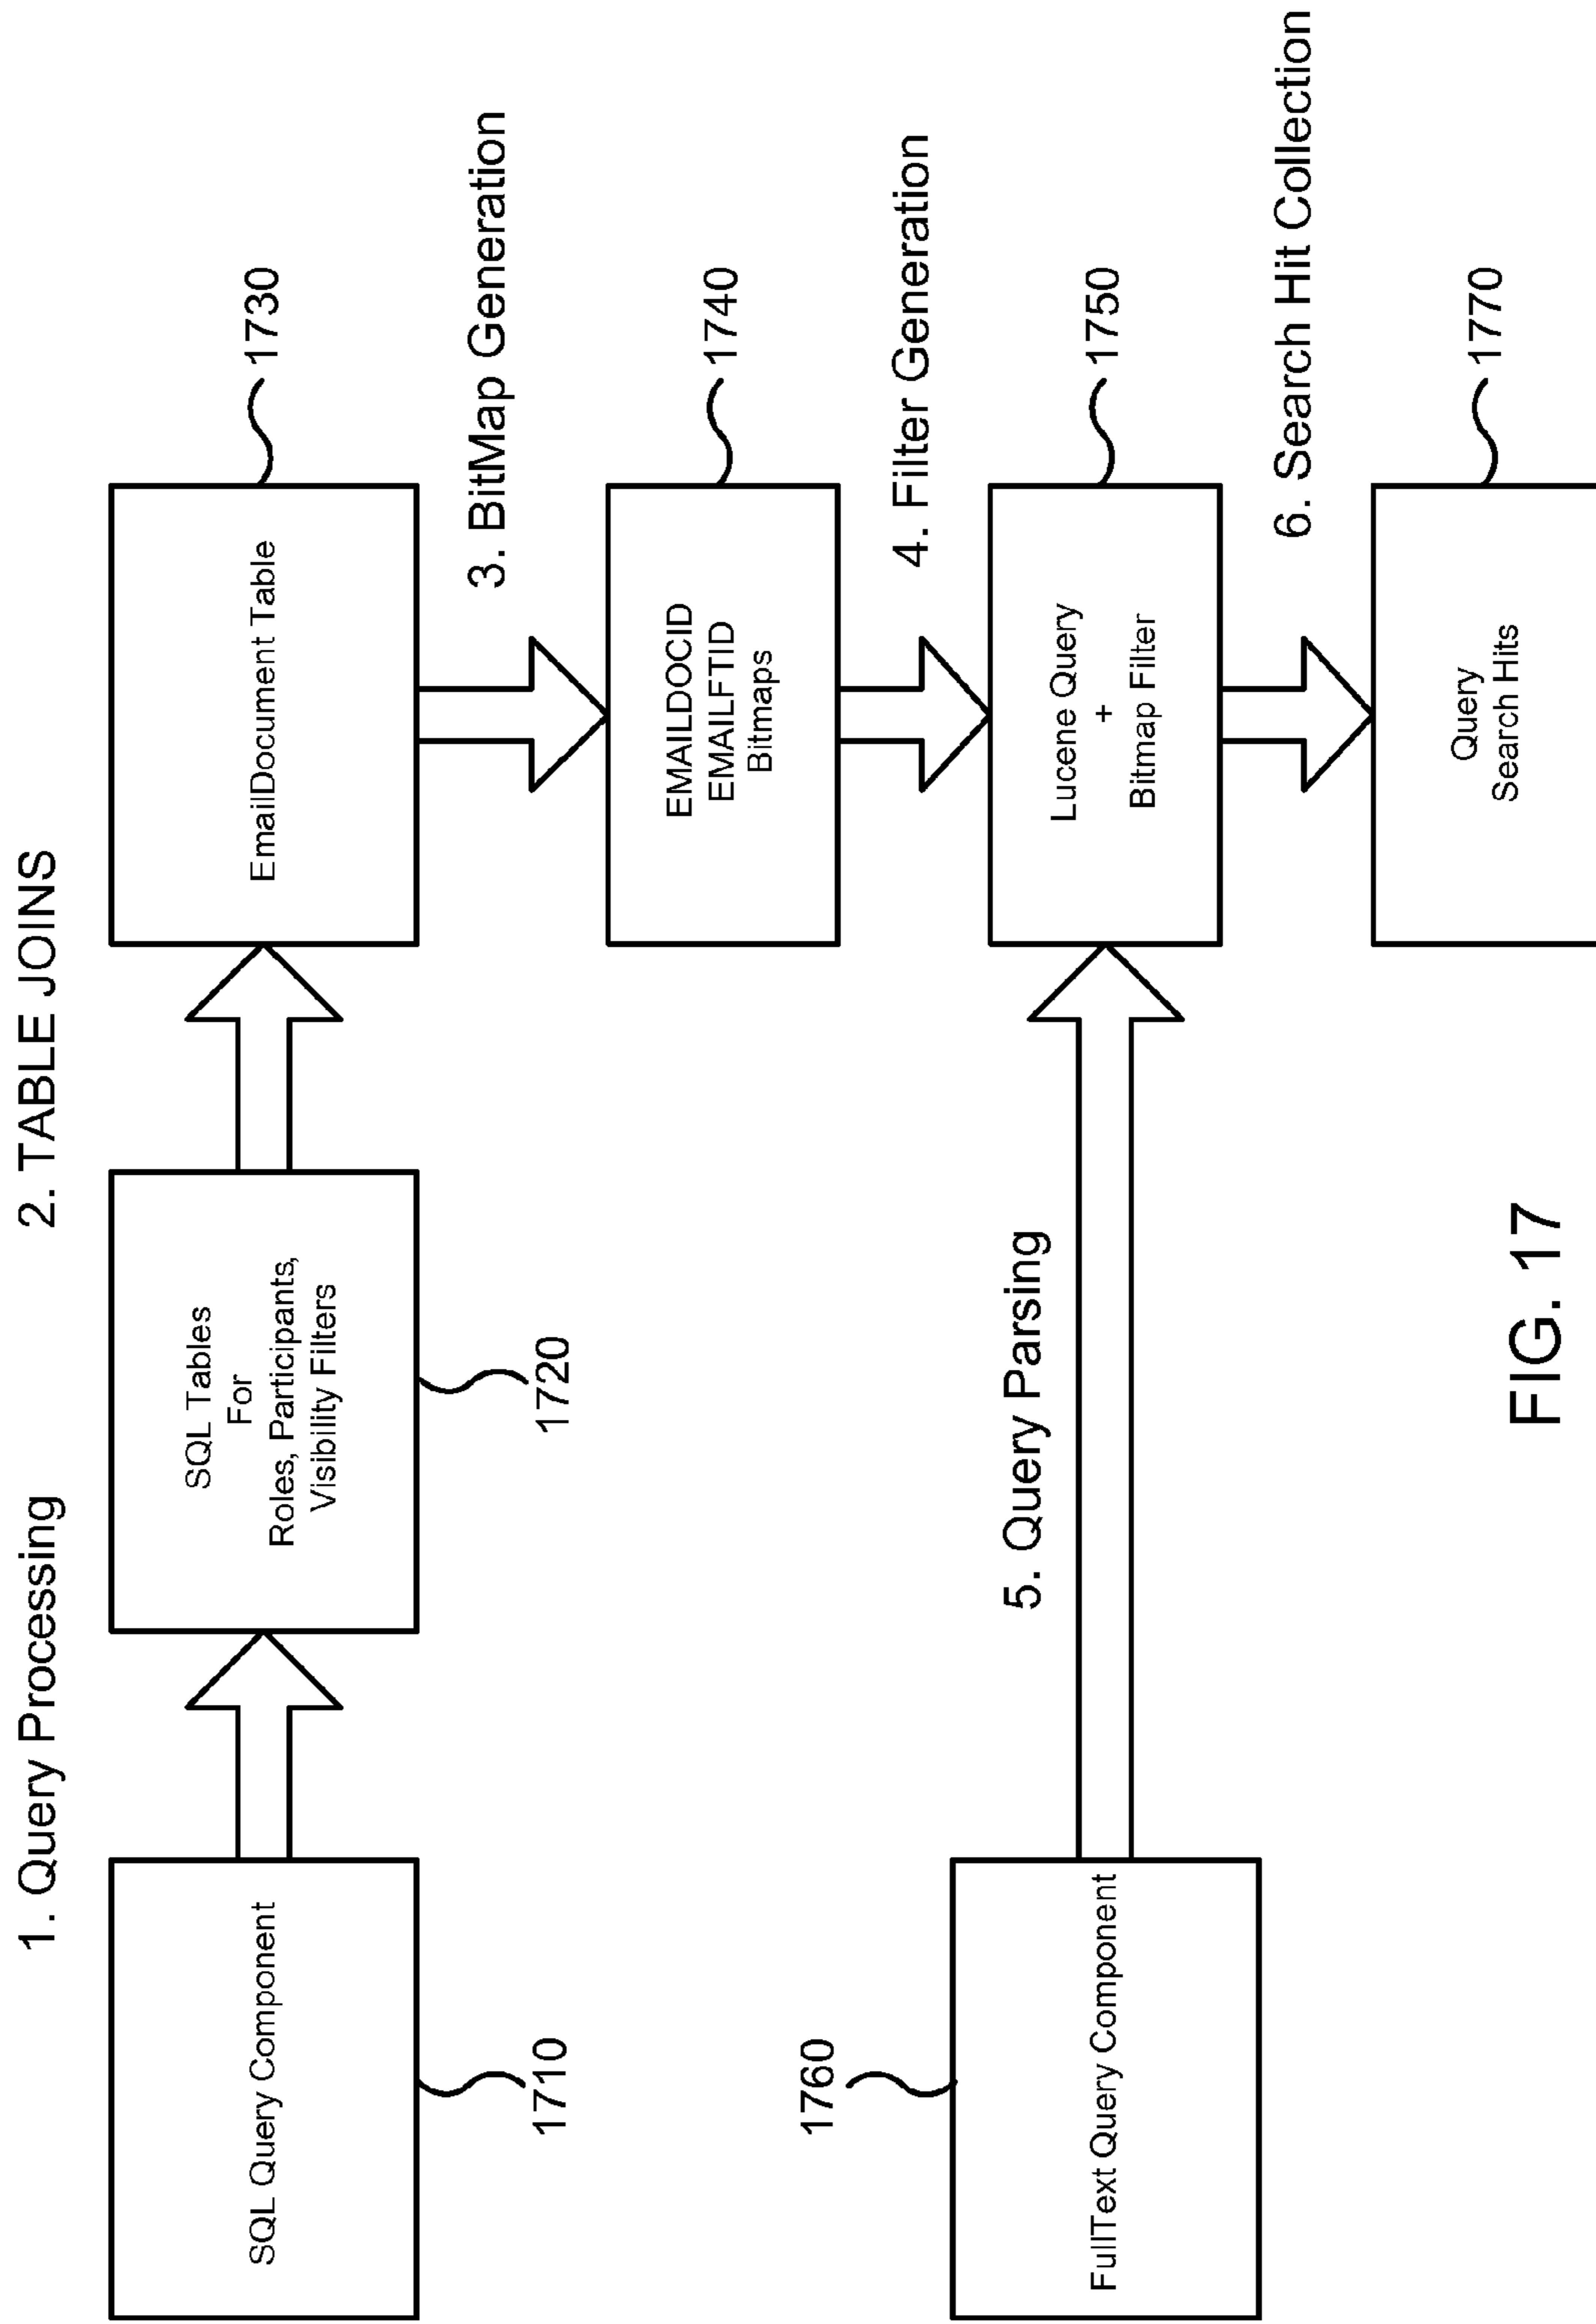 1. Query Processing
2. TABLE JOINS
SQL Query Component
1710
SQL Tables
For
Roles, Participants,
Visibility Filters
1720
EmailDocument Table
1730
3. BitMap Generation
EMAILDOCID
EMAILFTID
Bitmaps
1740
4. Filter Generation
1760
FullText Query Component
5. Query Parsing
Lucene Query
+
Bitmap Filter
1750
6. Search Hit Collection
Query
Search Hits
1770
FIG. 17